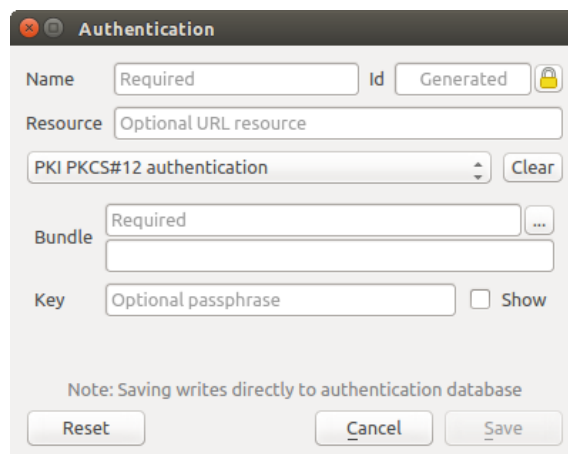 Authentication
Name Required Id Generated
Resource Optional URL resource
PKI PKCS#12 authentication Clear
Bundle Required ...
Key Optional passphrase Show
Note: Saving writes directly to authentication database
Reset Cancel Save